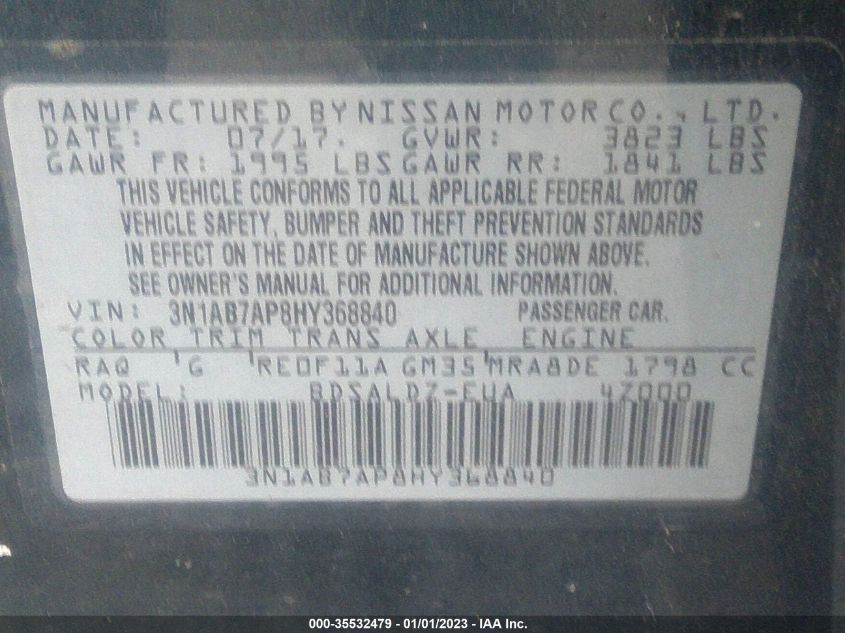 MANUFACTURED BY NISSAN MOTOR CO., LTD.
DATE: 07/17. GVWR: 3823 LBS
GAWR FR: 1995 LBS GAWR RR: 1841 LBS
THIS VEHICLE CONFORMS TO ALL APPLICABLE FEDERAL MOTOR
VEHICLE SAFETY, BUMPER AND THEFT PREVENTION STANDARDS
IN EFFECT ON THE DATE OF MANUFACTURE SHOWN ABOVE.
SEE OWNER'S MANUAL FOR ADDITIONAL INFORMATION.
VIN: 3N1AB7AP8HY368840 PASSENGER CAR.
COLOR TRIM TRANS AXLE ENGINE
RAQ G RE0F11A GM35 MRA8DE 1798 CC
MODEL: BDSALDZ-EUA 4Z000
3N1AB7AP8HY368840
000-35532479 - 01/01/2023 - IAA Inc.